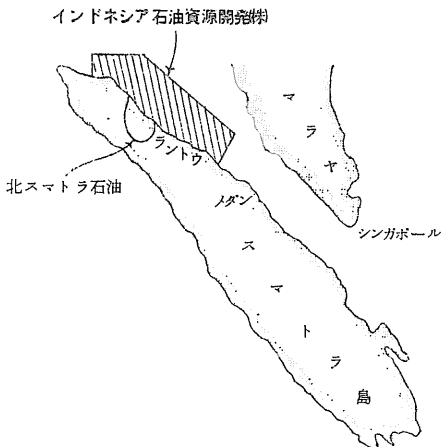 インドネシア石油資源開発㈱
マラヤ
ラントウ
北スマトラ石油
メダン
シンガポール
スマトラ島